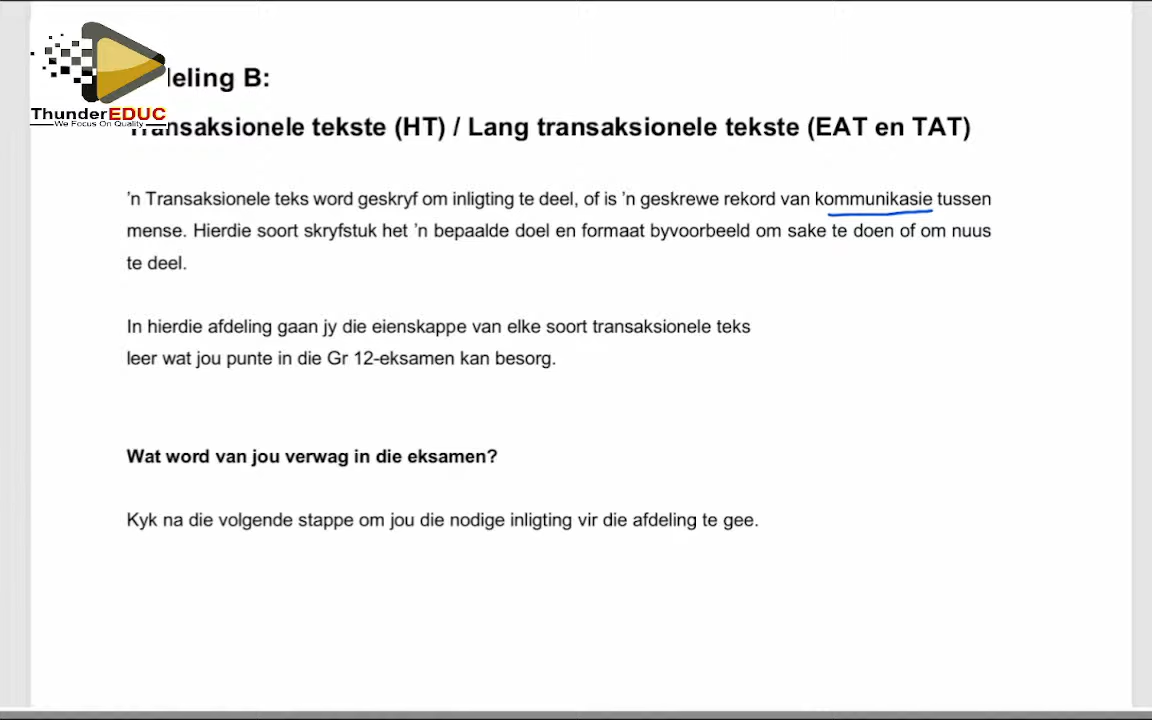 ThunderEDUC
We Focus On Quality
deling B:
Transaksionele tekste (HT) / Lang transaksionele tekste (EAT en TAT)
'n Transaksionele teks word geskryf om inligting te deel, of is 'n geskrewe rekord van kommunikasie tussen
mense. Hierdie soort skryfstuk het 'n bepaalde doel en formaat byvoorbeeld om sake te doen of om nuus
te deel.
In hierdie afdeling gaan jy die eienskappe van elke soort transaksionele teks
leer wat jou punte in die Gr 12-eksamen kan besorg.
Wat word van jou verwag in die eksamen?
Kyk na die volgende stappe om jou die nodige inligting vir die afdeling te gee.